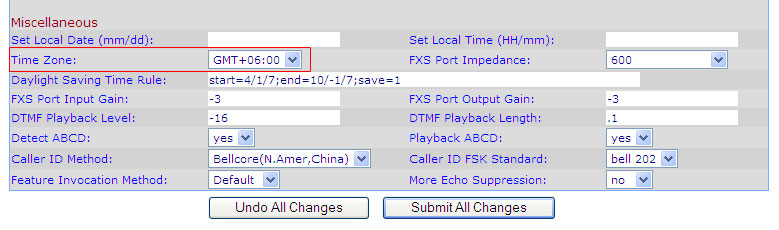 Miscellaneous
Set Local Date (mm/dd): Set Local Time (HH/mm):
Time Zone: GMT+06:00 FXS Port Impedance: 600
Daylight Saving Time Rule: start=4/1/7;end=10/-1/7;save=1
FXS Port Input Gain: -3 FXS Port Output Gain: -3
DTMF Playback Level: -16 DTMF Playback Length: .1
Detect ABCD: yes Playback ABCD: yes
Caller ID Method: Bellcore(N.Amer,China) Caller ID FSK Standard: bell 202
Feature Invocation Method: Default More Echo Suppression: no
Undo All Changes Submit All Changes